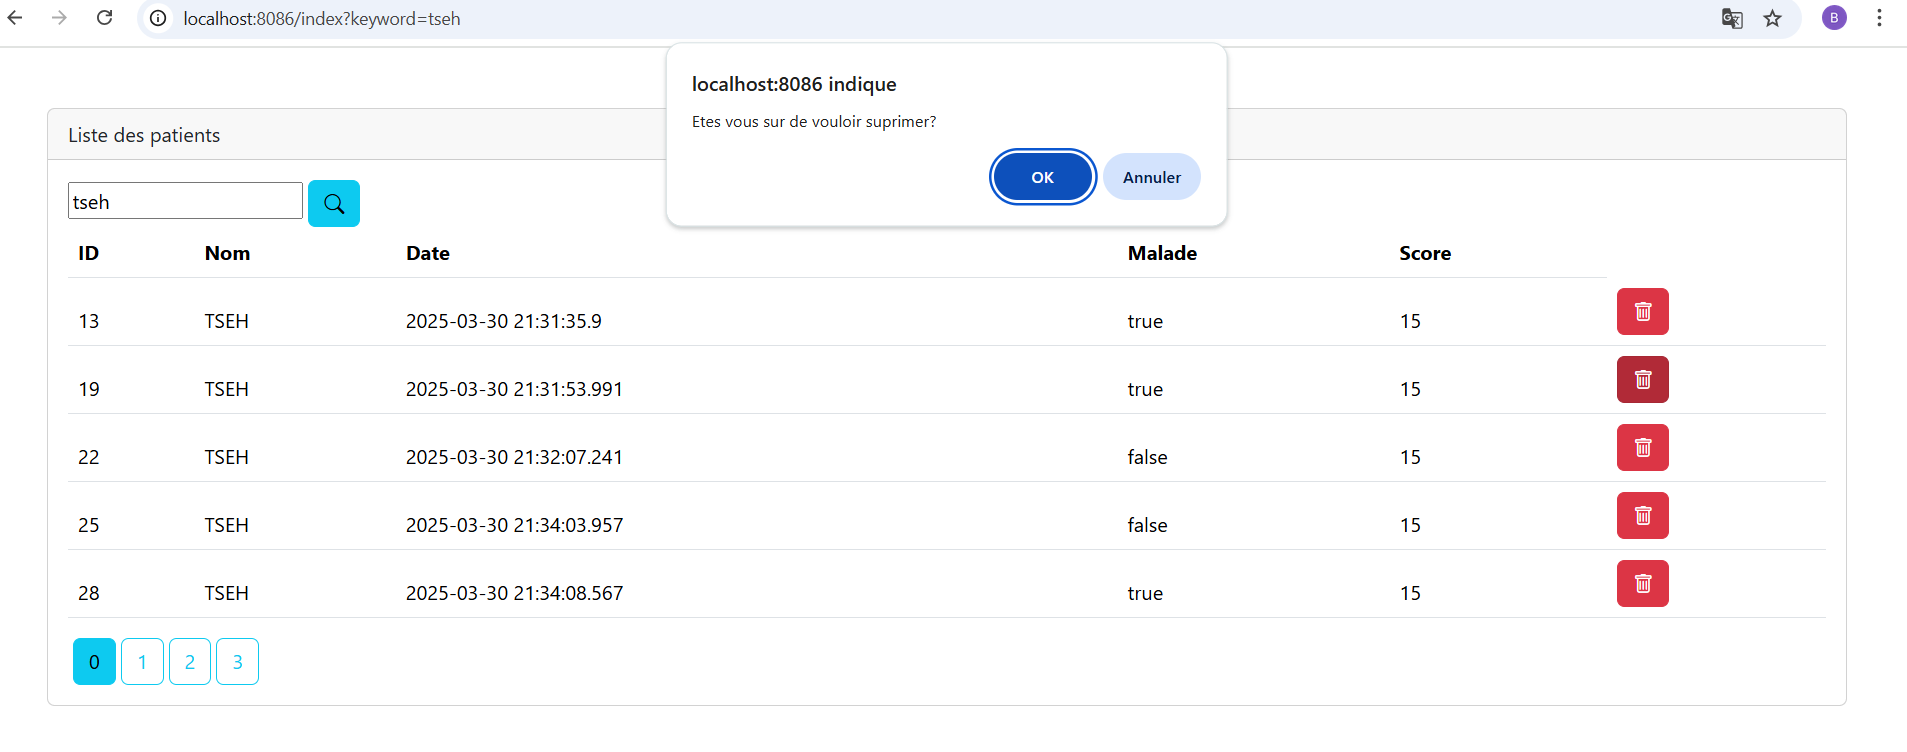 localhost:8086/index?keyword=tseh
B
localhost:8086 indique
Etes vous sur de vouloir suprimer?
OK Annuler
Liste des patients
tseh
ID Nom Date Malade Score
13 TSEH 2025-03-30 21:31:35.9 true 15
19 TSEH 2025-03-30 21:31:53.991 true 15
22 TSEH 2025-03-30 21:32:07.241 false 15
25 TSEH 2025-03-30 21:34:03.957 false 15
28 TSEH 2025-03-30 21:34:08.567 true 15
0 1 2 3